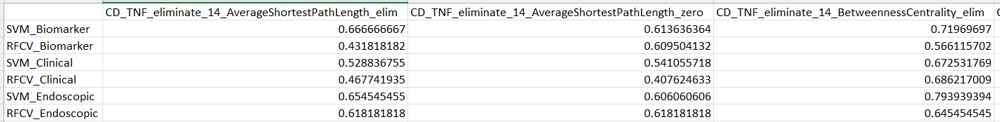 CD_TNF_eliminate_14_AverageShortestPathLength_elim CD_TNF_eliminate_14_AverageShortestPathLength_zero CD_TNF_eliminate_14_BetweennessCentrality_elim
SVM_Biomarker 0.666666667 0.613636364 0.71969697
RFCV_Biomarker 0.431818182 0.609504132 0.566115702
SVM_Clinical 0.528836755 0.541055718 0.672531769
RFCV_Clinical 0.467741935 0.407624633 0.686217009
SVM_Endoscopic 0.654545455 0.606060606 0.793939394
RFCV_Endoscopic 0.618181818 0.618181818 0.645454545